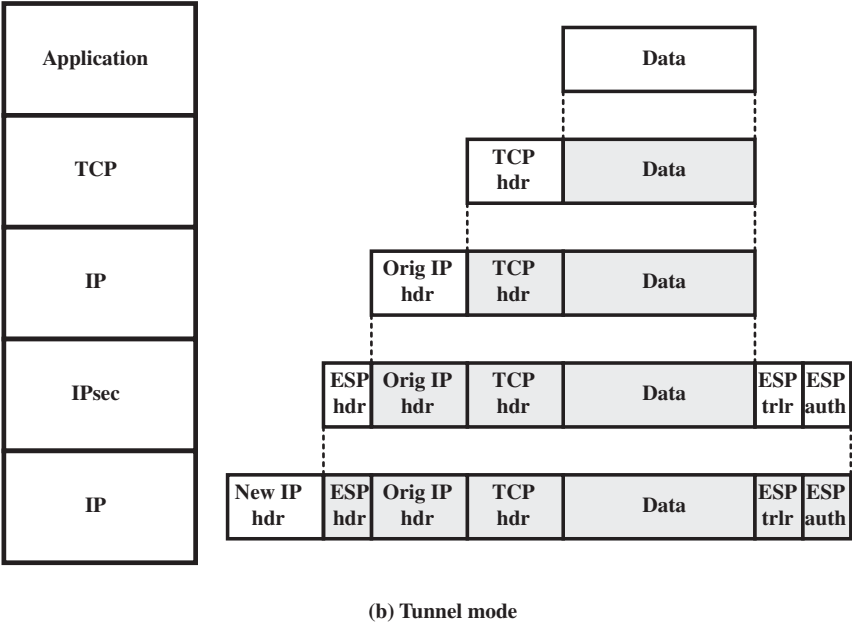 Application
Data
TCP
TCP
hdr
Data
IP
Orig IP
hdr
TCP
hdr
Data
IPsec
ESP
hdr
Orig IP
hdr
TCP
hdr
Data
ESP
trlr
ESP
auth
IP
New IP
hdr
ESP
hdr
Orig IP
hdr
TCP
hdr
Data
ESP
trlr
ESP
auth
(b) Tunnel mode